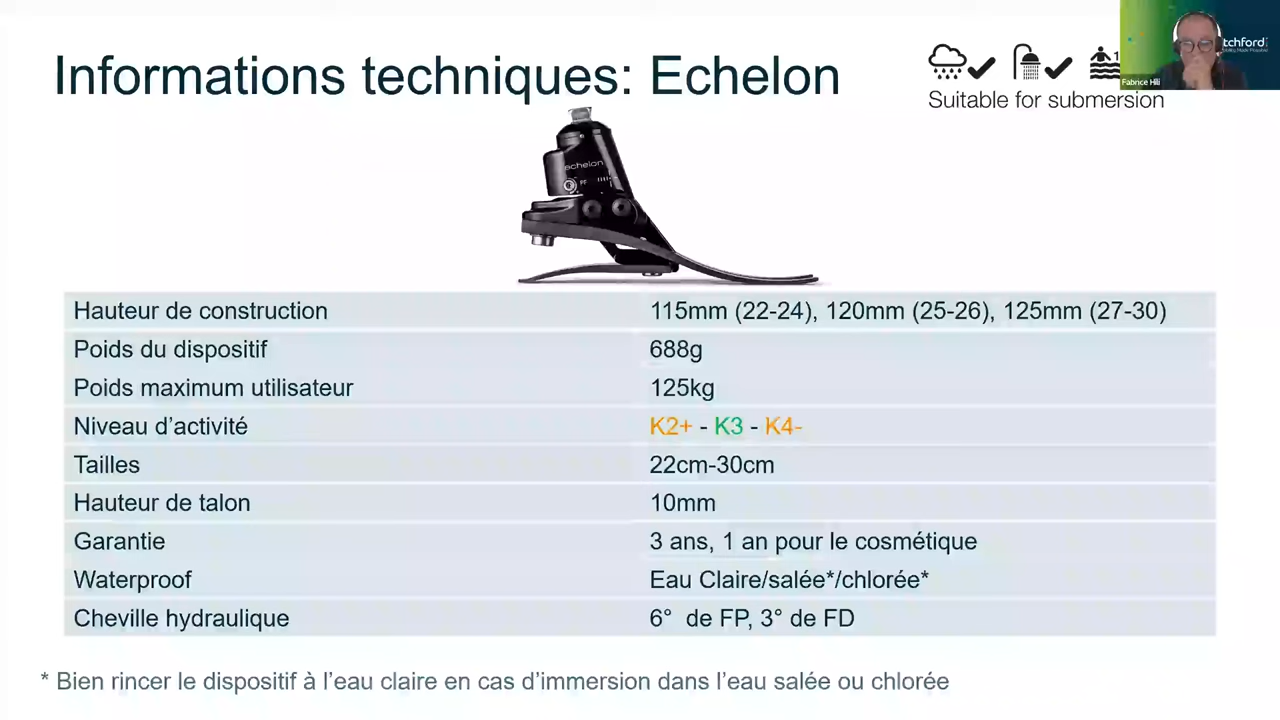 Informations techniques: Echelon
Suitable for submersion
tchford
Fabrice Hili
echelon
PF
Hauteur de construction 115mm (22-24), 120mm (25-26), 125mm (27-30)
Poids du dispositif 688g
Poids maximum utilisateur 125kg
Niveau d’activité K2+ - K3 - K4-
Tailles 22cm-30cm
Hauteur de talon 10mm
Garantie 3 ans, 1 an pour le cosmétique
Waterproof Eau Claire/salée*/chlorée*
Cheville hydraulique 6° de FP, 3° de FD
* Bien rincer le dispositif à l’eau claire en cas d’immersion dans l’eau salée ou chlorée